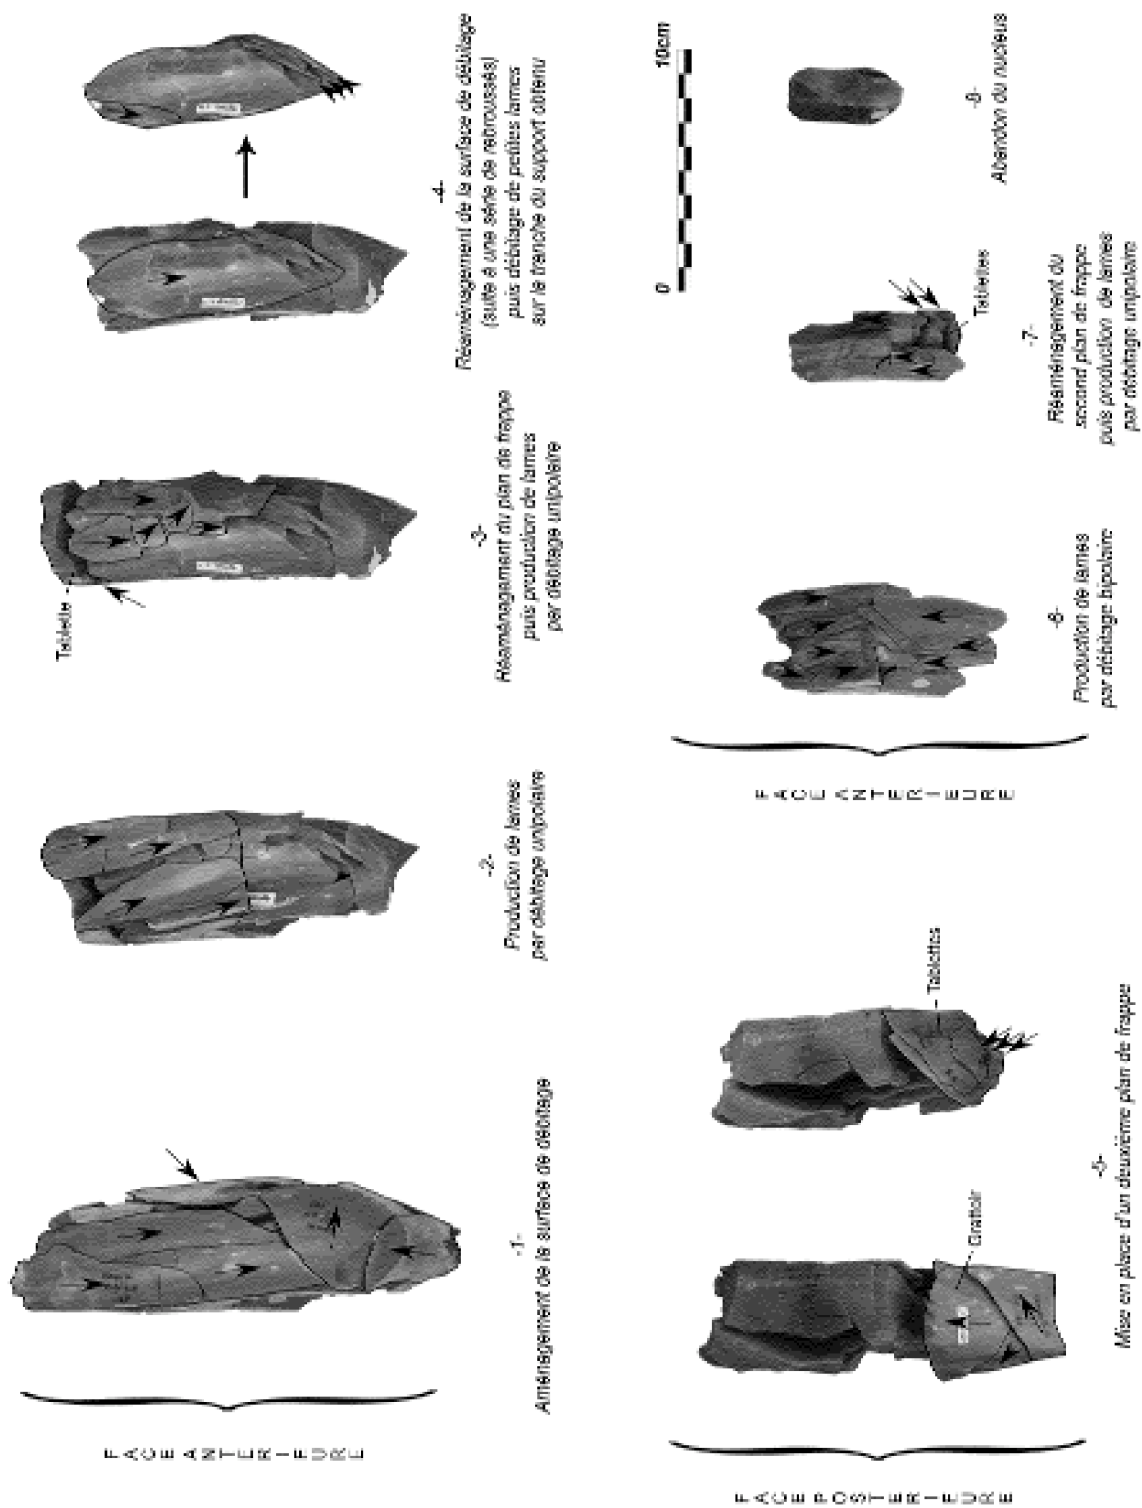 FACE ANTERIEURE
-1-
Aménagement de la surface de débitage
-2-
Production de lames
par débitage unipolaire
Tablette
-3-
Réaménagement du plan de frappe
puis production de lames
par débitage unipolaire
-4-
Réaménagement de la surface de débitage
(suite à une série de rebroussés)
puis débitage de petites lames
sur la tranche du support obtenu
FACE POSTERIEURE
Grattoir
Tablettes
-5-
Mise en place d'un deuxième plan de frappe
FACE ANTERIEURE
-6-
Production de lames
par débitage bipolaire
Tablettes
-7-
Réaménagement du
second plan de frappe
puis production de lames
par débitage unipolaire
0
10cm
-8-
Abandon du nucleus